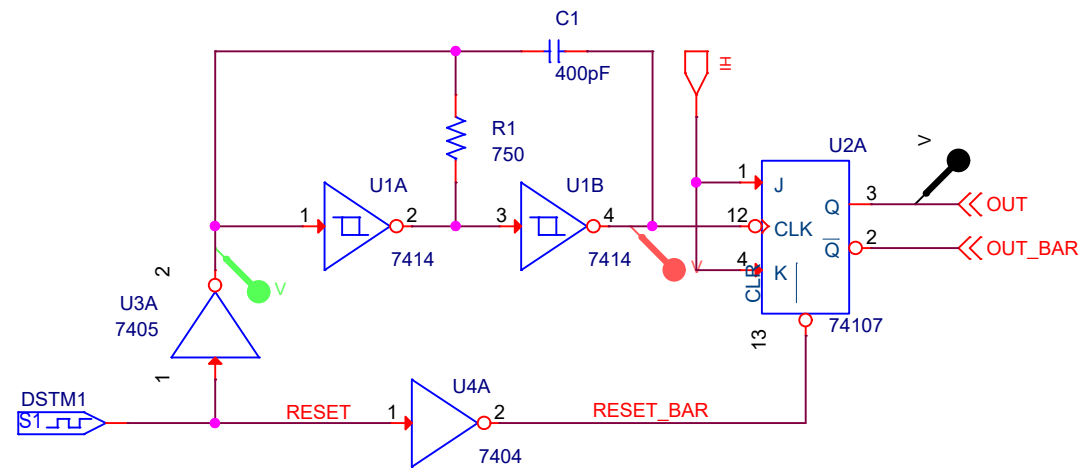 C1
400pF
HI
R1
750
U2A
V
U1A
U1B
1
J
Q
3
OUT
1
2
3
4
12
CLK
7414
7414
Q
2
OUT_BAR
V
V
4
K
CLR
2
U3A
7405
13
74107
1
U4A
DSTM1
S1
RESET
1
2
RESET_BAR
7404